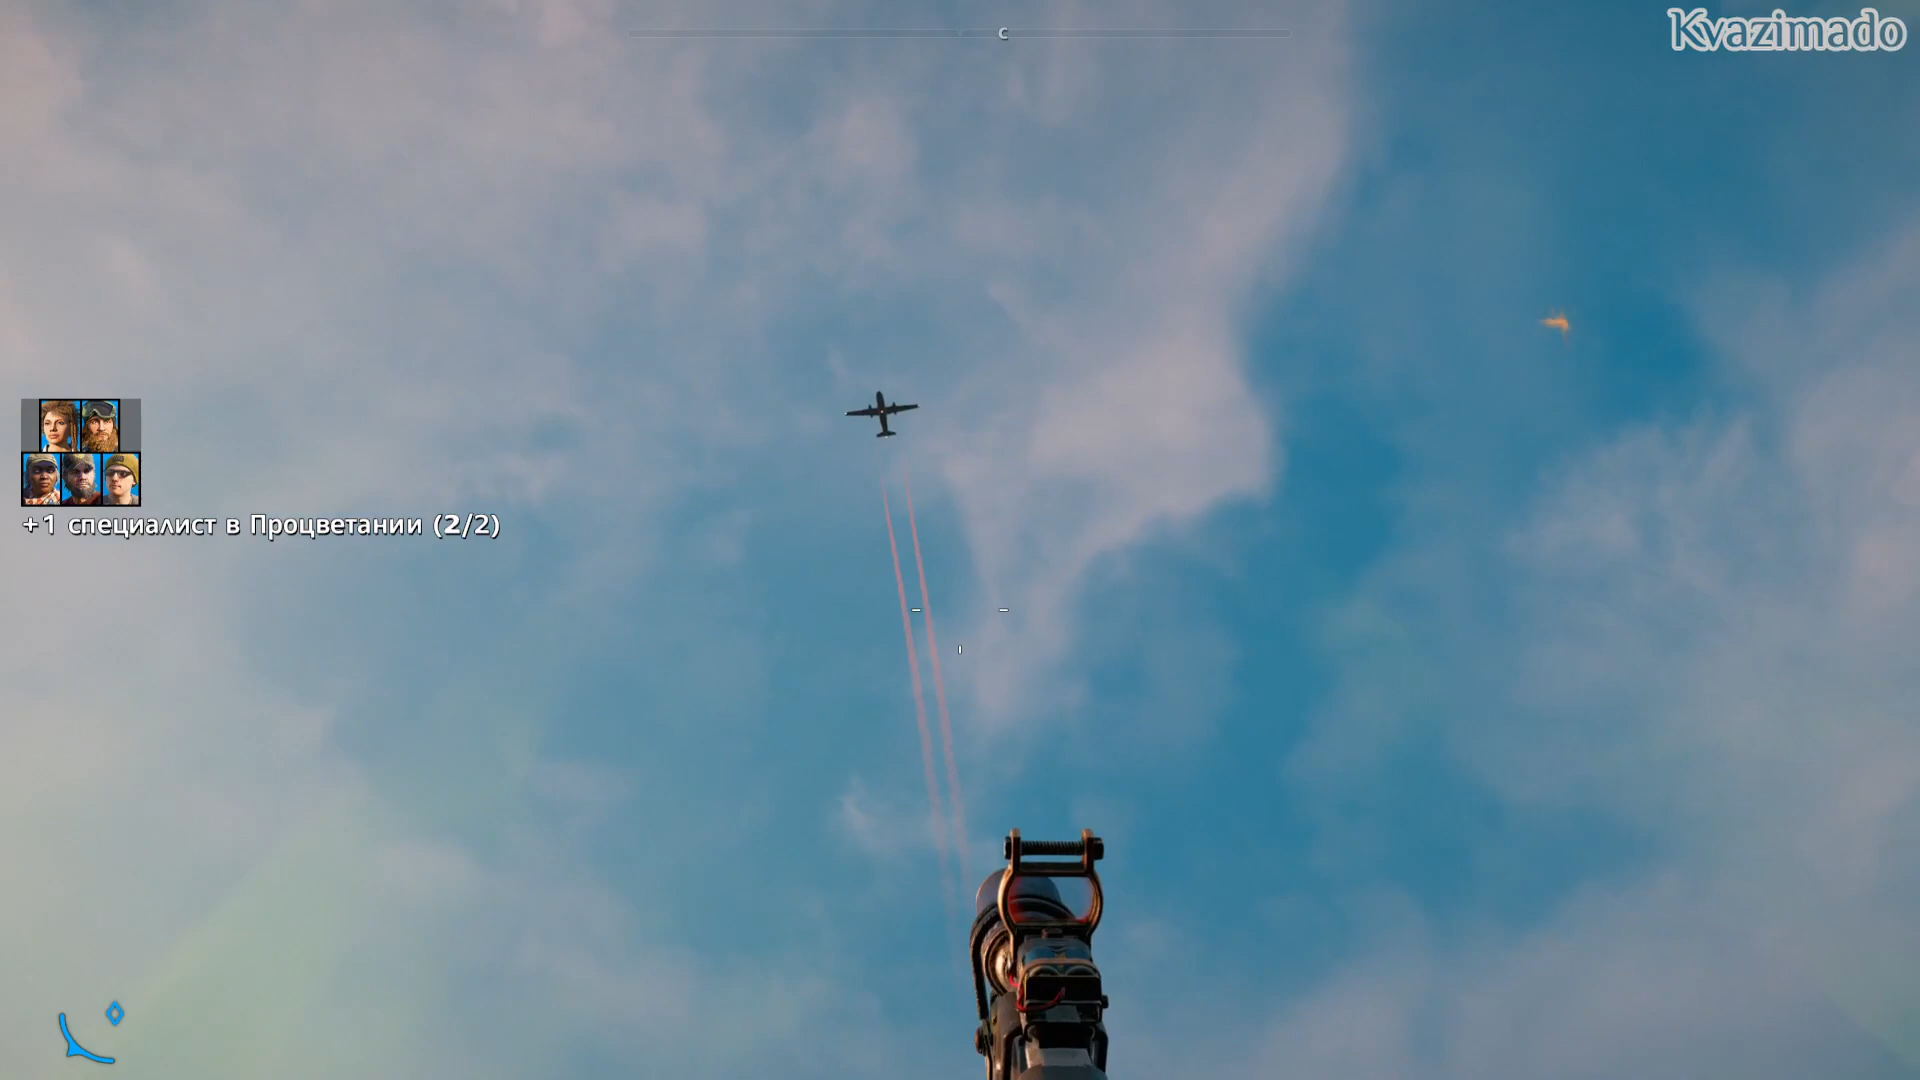 С
Kvazimado
+1 специалист в Процветании (2/2)